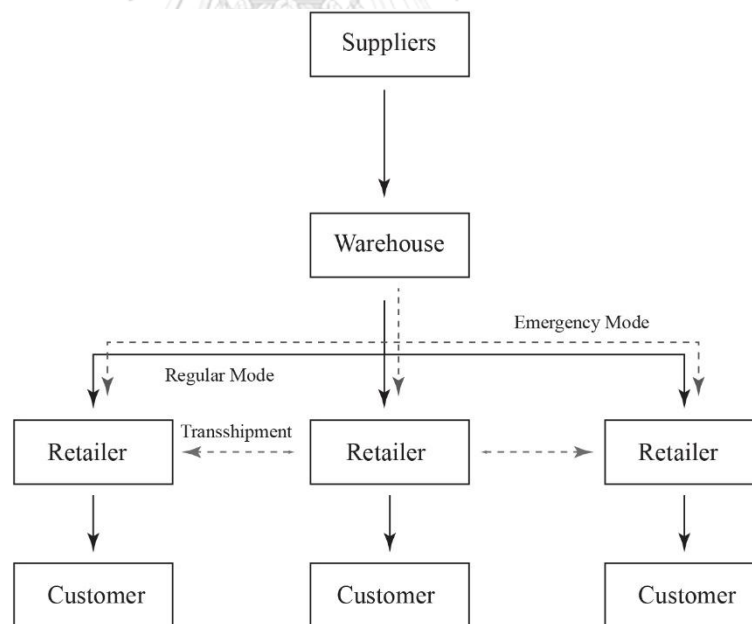 Suppliers
Warehouse
Emergency Mode
Regular Mode
Retailer
Transshipment
Retailer
Retailer
Customer
Customer
Customer